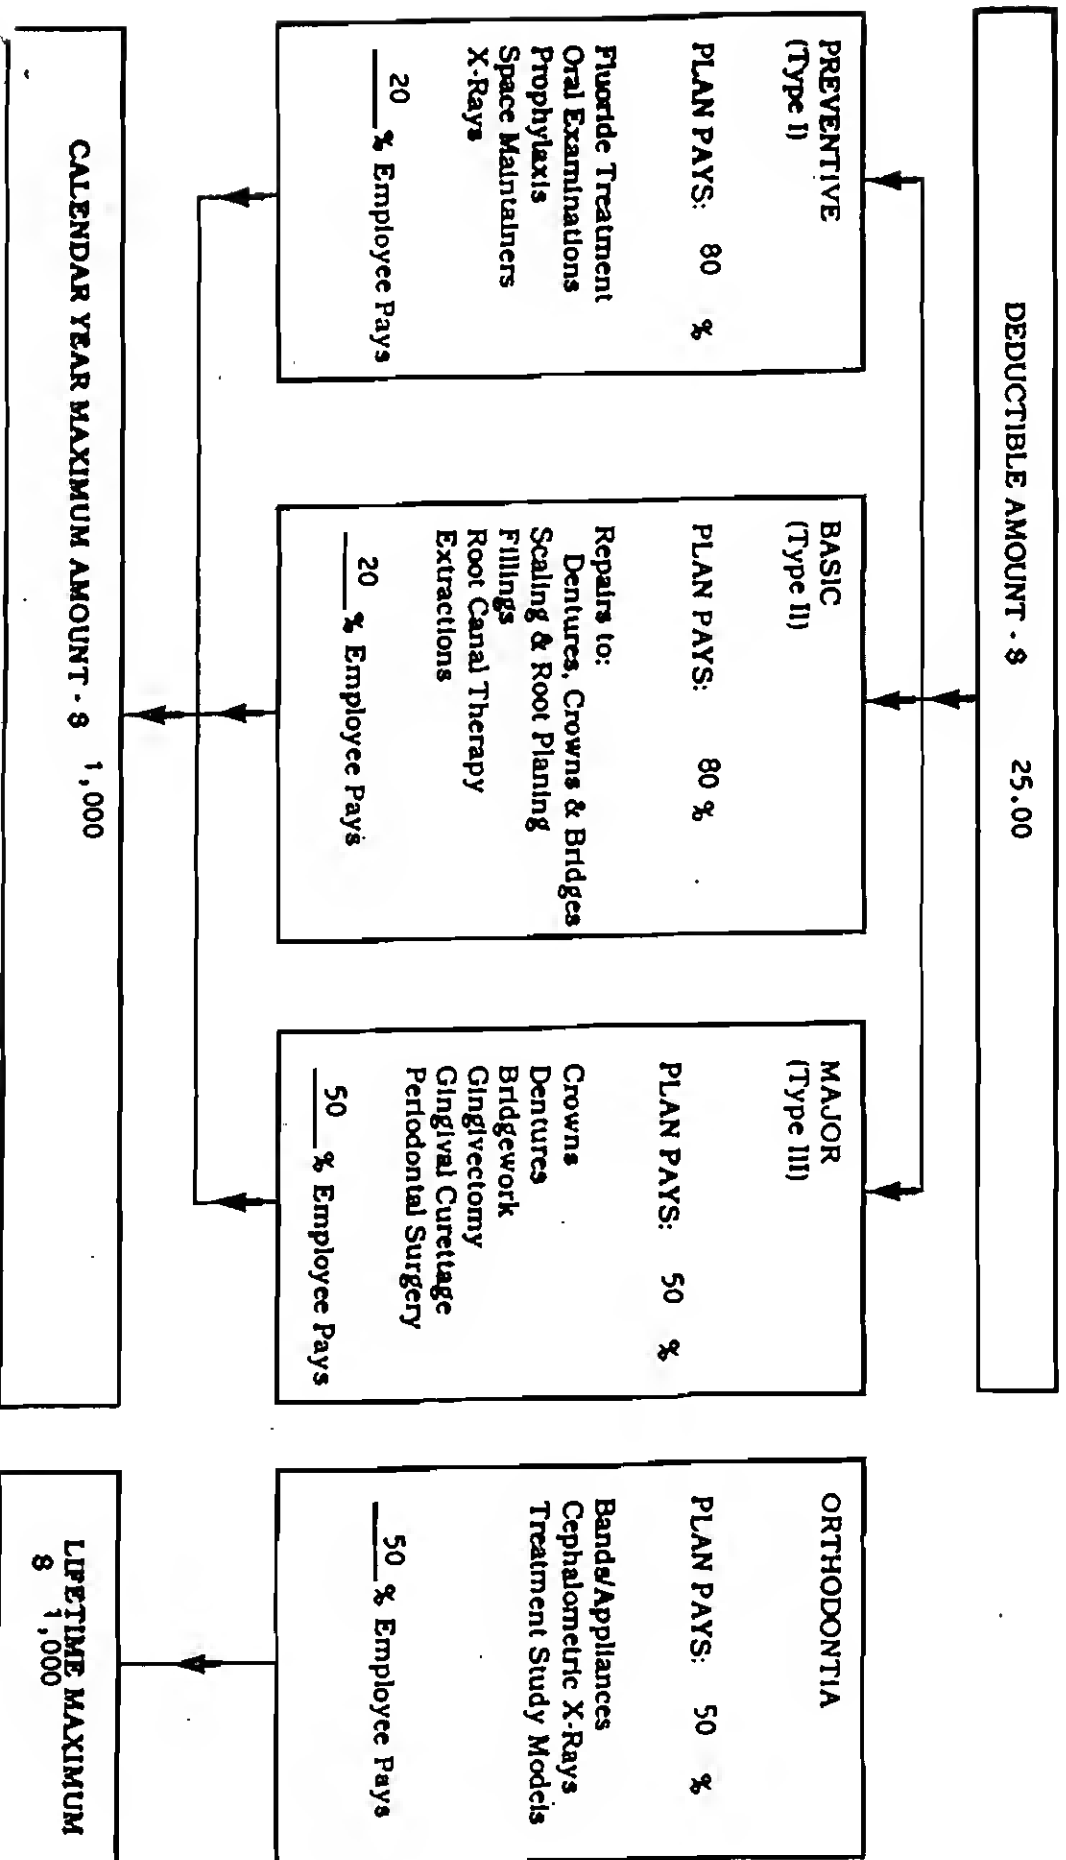 DEDUCTIBLE AMOUNT - $ 25.00
PREVENTIVE
(Type I)
PLAN PAYS: 80 %
Fluoride Treatment
Oral Examinations
Prophylaxis
Space Maintainers
X-Rays
20 % Employee Pays
BASIC
(Type II)
PLAN PAYS: 80 %
Repairs to:
Dentures, Crowns & Bridges
Scaling & Root Planing
Fillings
Root Canal Therapy
Extractions
20 % Employee Pays
MAJOR
(Type III)
PLAN PAYS: 50 %
Crowns
Dentures
Bridgework
Gingivectomy
Gingival Curettage
Periodontal Surgery
50 % Employee Pays
ORTHODONTIA
PLAN PAYS: 50 %
Bands/Appliances
Cephalometric X-Rays
Treatment Study Models
50 % Employee Pays
CALENDAR YEAR MAXIMUM AMOUNT - $ 1,000
LIFETIME MAXIMUM
$ 1,000